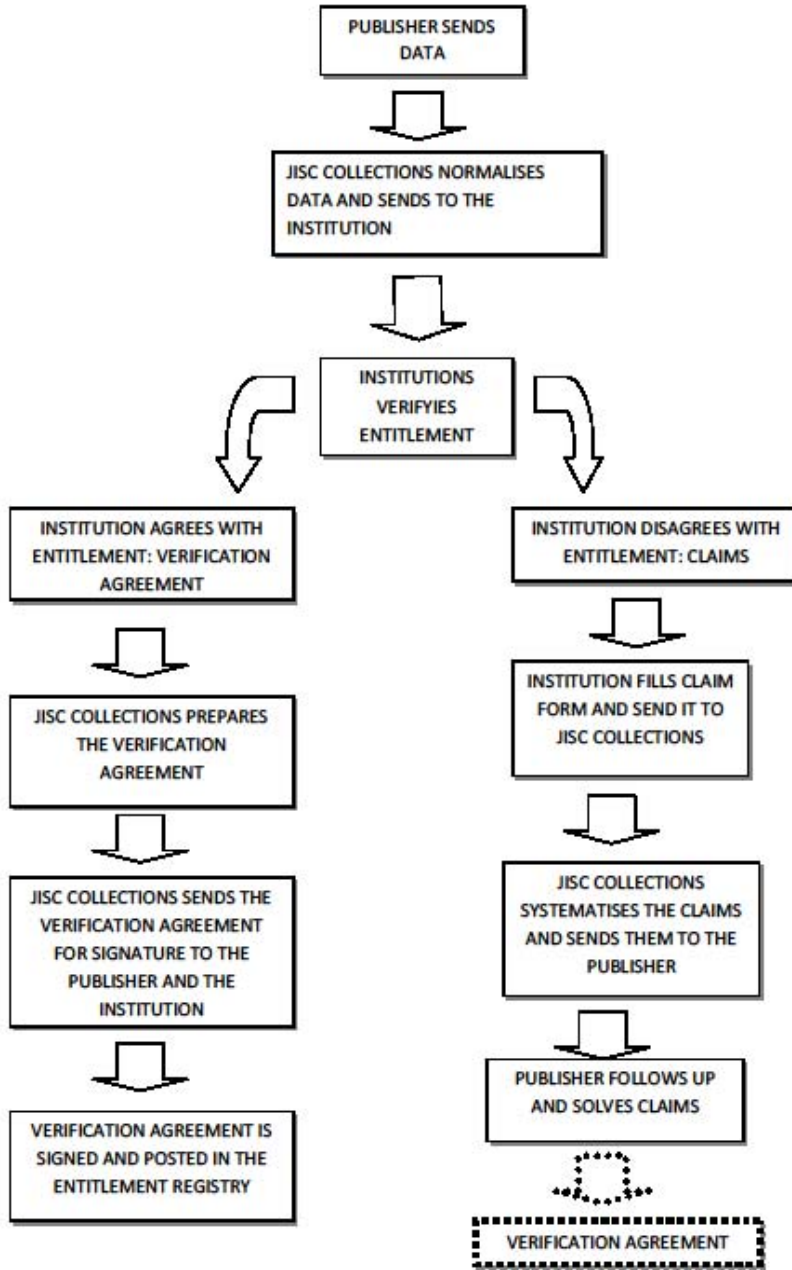 PUBLISHER SENDS
DATA
JISC COLLECTIONS NORMALISES
DATA AND SENDS TO THE
INSTITUTION
INSTITUTIONS
VERIFYIES
ENTITLEMENT
INSTITUTION AGREES WITH
ENTITLEMENT: VERIFICATION
AGREEMENT
JISC COLLECTIONS PREPARES
THE VERIFICATION
AGREEMENT
JISC COLLECTIONS SENDS THE
VERIFICATION AGREEMENT
FOR SIGNATURE TO THE
PUBLISHER AND THE
INSTITUTION
VERIFICATION AGREEMENT IS
SIGNED AND POSTED IN THE
ENTITLEMENT REGISTRY
INSTITUTION DISAGREES WITH
ENTITLEMENT: CLAIMS
INSTITUTION FILLS CLAIM
FORM AND SEND IT TO
JISC COLLECTIONS
JISC COLLECTIONS
SYSTEMATISES THE CLAIMS
AND SENDS THEM TO THE
PUBLISHER
PUBLISHER FOLLOWS UP
AND SOLVES CLAIMS
VERIFICATION AGREEMENT